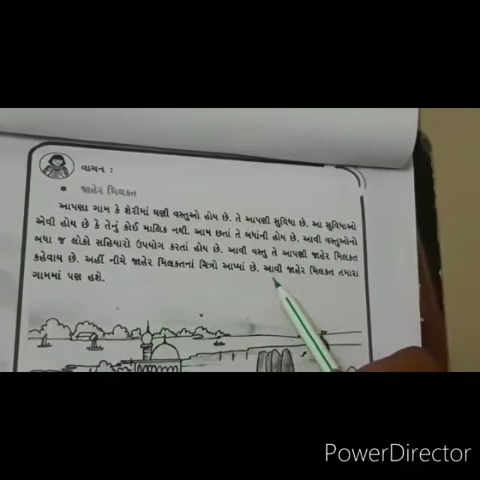 વાચન :
• જાહેર મિલકત
આપણા ગામ કે શેરીમાં ઘણી વસ્તુઓ હોય છે. તે આપણી સુવિધા છે. આ સુવિધાઓ
એવી હોય છે કે તેનું કોઈ માલિક નથી. આમ છતાં તે બધાંની હોય છે. આવી વસ્તુઓનો
બધા જ લોકો સહિયારો ઉપયોગ કરતાં હોય છે. આવી વસ્તુ તે આપણી જાહેર મિલકત
કહેવાય છે. અહીં નીચે જાહેર મિલકતનાં ચિત્રો આપ્યાં છે. આવી જાહેર મિલકત તમારા
ગામમાં પણ હશે.
PowerDirector